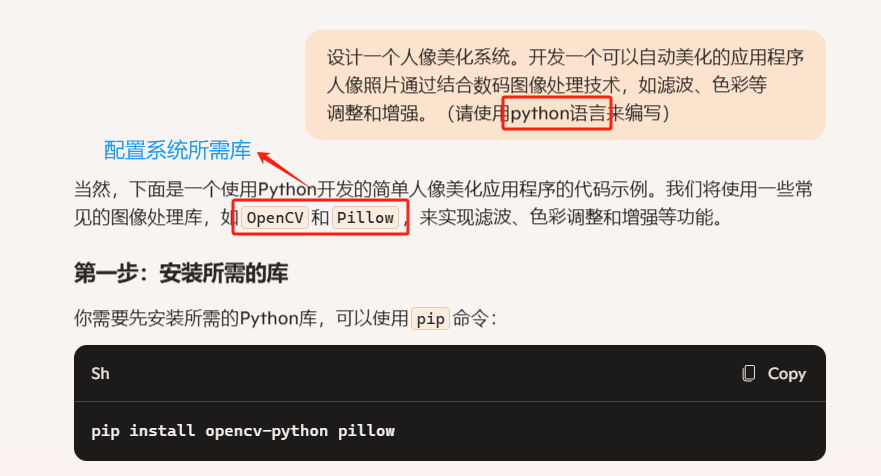 设计一个人像美化系统。开发一个可以自动美化的应用程序
人像照片通过结合数码图像处理技术，如滤波、色彩等
调整和增强。（请使用python语言来编写）
配置系统所需库
当然，下面是一个使用Python开发的简单人像美化应用程序的代码示例。我们将使用一些常
见的图像处理库，如 OpenCV 和 Pillow ，来实现滤波、色彩调整和增强等功能。
第一步：安装所需的库
你需要先安装所需的Python库，可以使用 pip 命令：
Sh
Copy
pip install opencv-python pillow